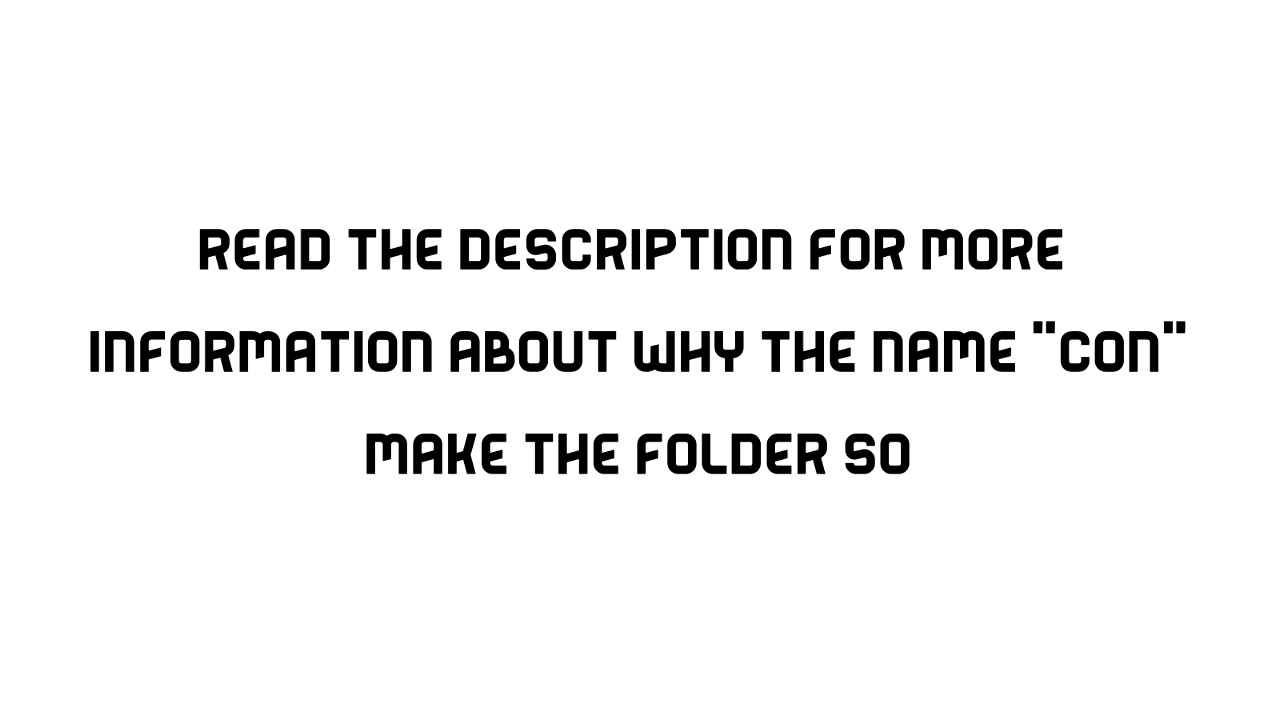 READ THE DESCRIPTION FOR MORE
INFORMATION ABOUT WHY THE NAME "CON"
MAKE THE FOLDER SO